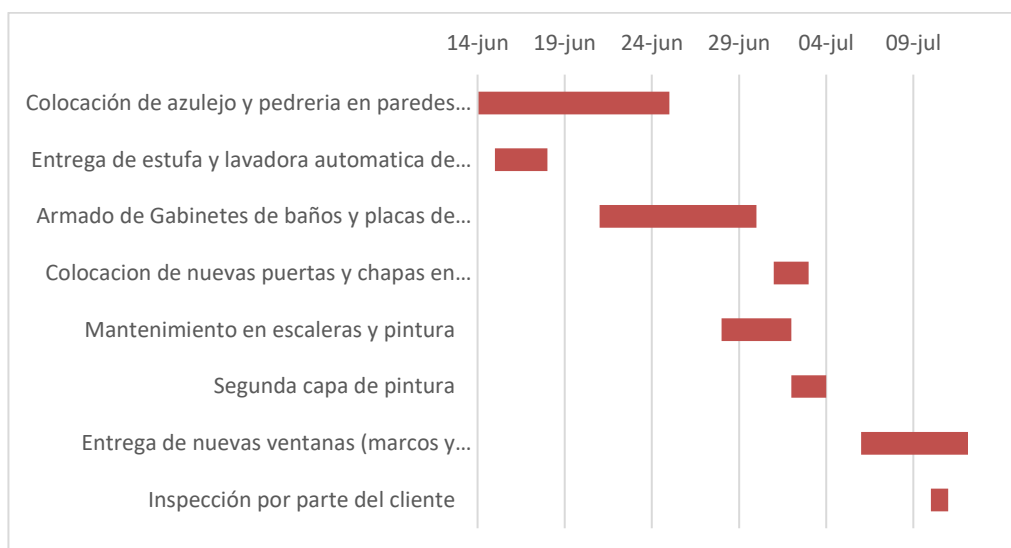 14-jun 19-jun 24-jun 29-jun 04-jul 09-jul
Colocación de azulejo y pedreria en paredes...
Entrega de estufa y lavadora automatica de...
Armado de Gabinetes de baños y placas de...
Colocacion de nuevas puertas y chapas en...
Mantenimiento en escaleras y pintura
Segunda capa de pintura
Entrega de nuevas ventanas (marcos y...
Inspección por parte del cliente